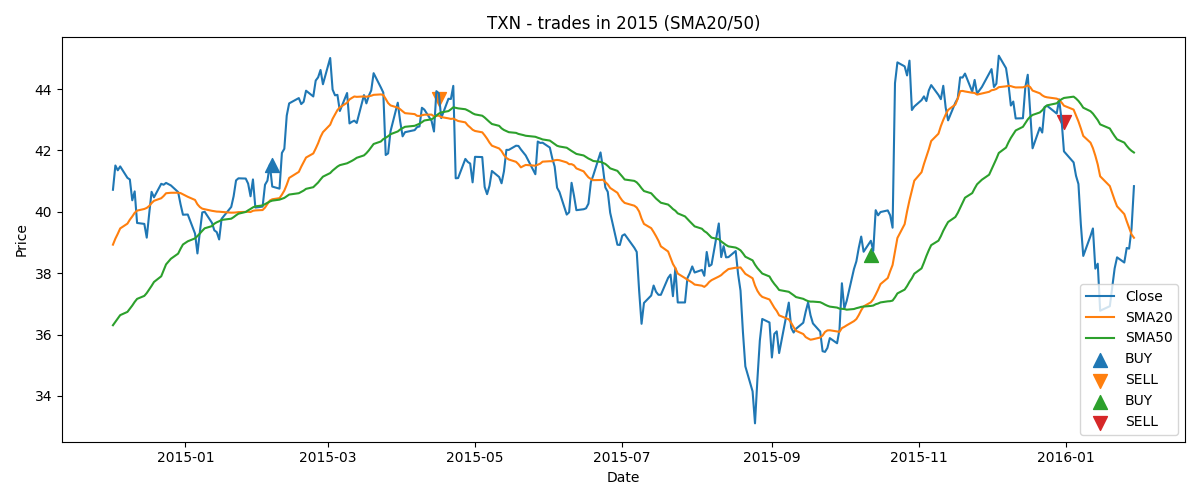 TXN - trades in 2015 (SMA20/50)
Price
44
42
40
38
36
34
2015-01
2015-03
2015-05
2015-07
2015-09
2015-11
2016-01
Date
Close
SMA20
SMA50
BUY
SELL
BUY
SELL